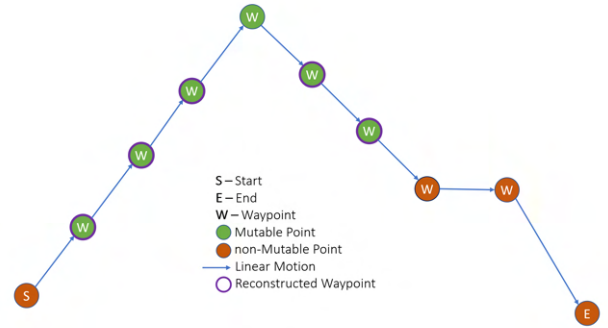 W
W
W
W
W
W
W
W
W
S – Start
E – End
W – Waypoint
Mutable Point
non-Mutable Point
Linear Motion
Reconstructed Waypoint
S
E